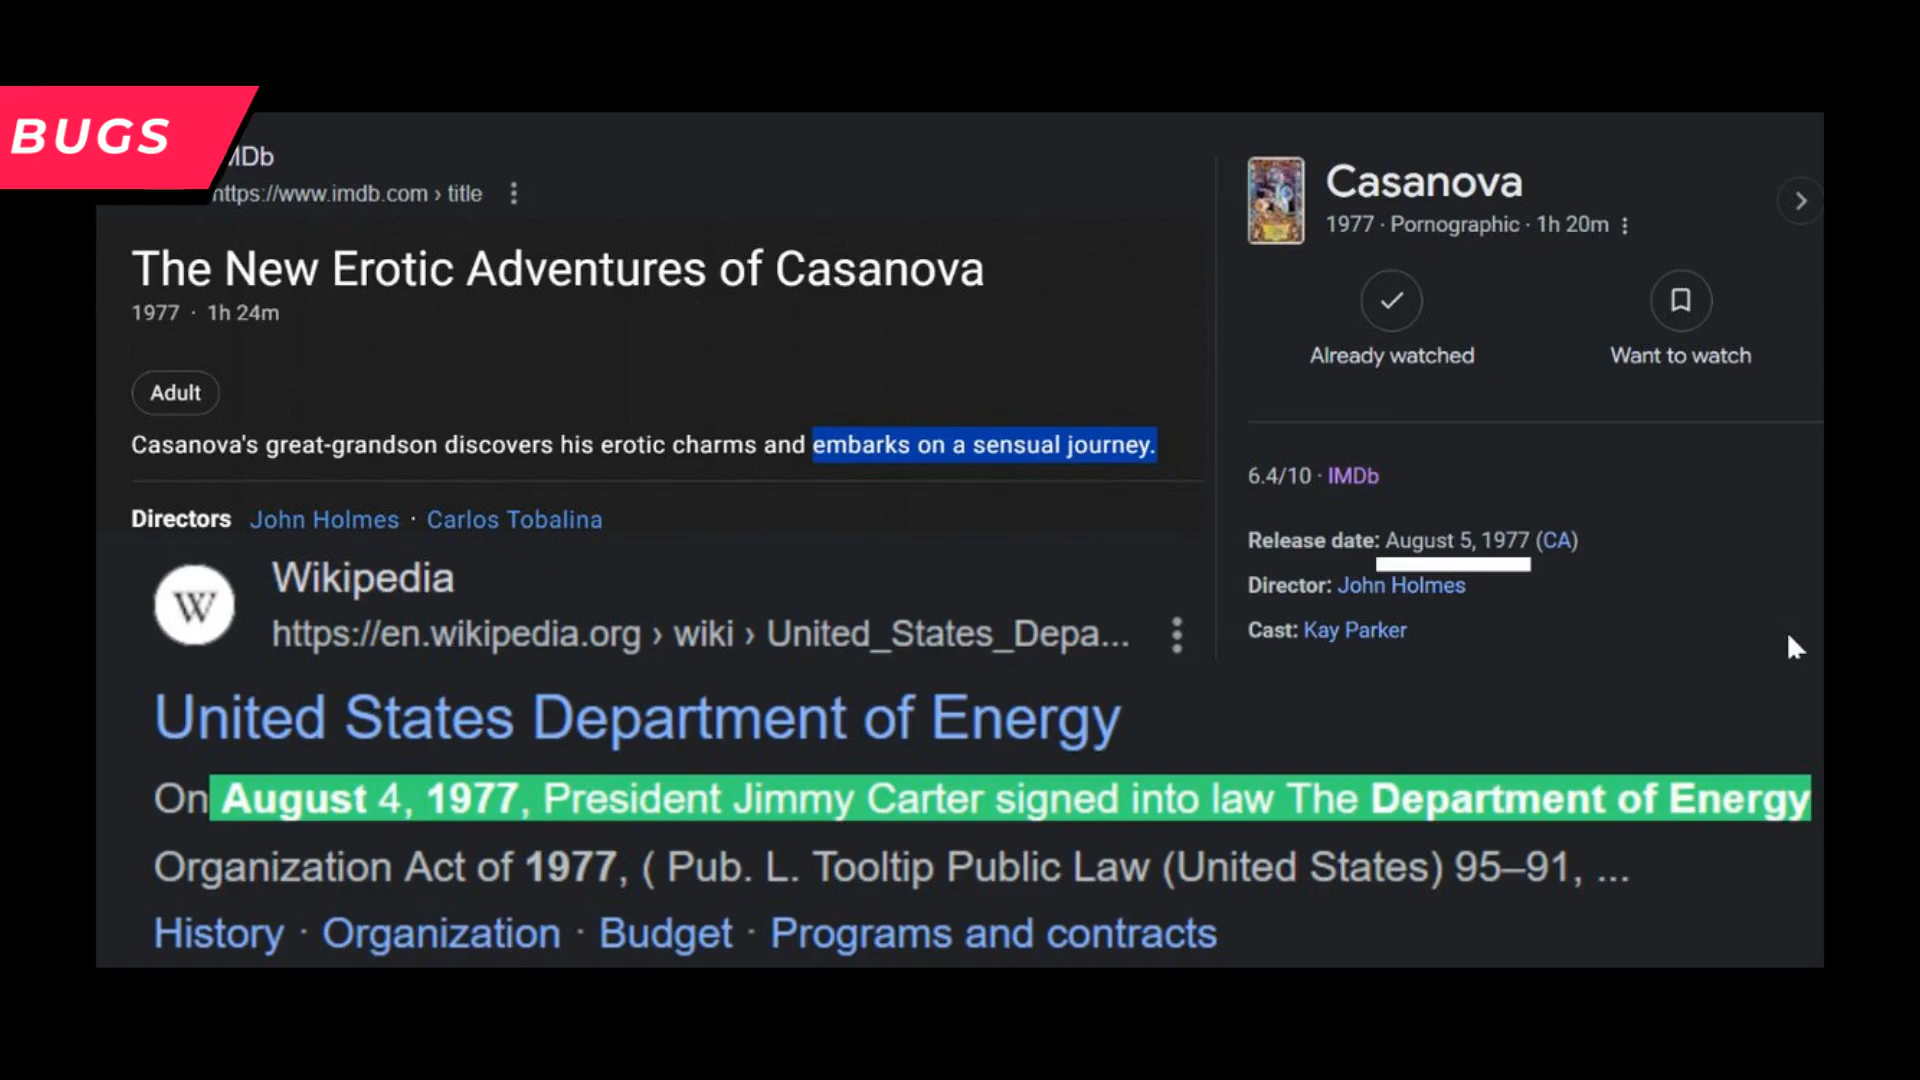 BUGS
MDb
https://www.imdb.com › title
The New Erotic Adventures of Casanova
1977 · 1h 24m
Adult
Casanova's great-grandson discovers his erotic charms and embarks on a sensual journey.
Directors John Holmes · Carlos Tobalina
Casanova
1977 · Pornographic · 1h 20m
Already watched
Want to watch
6.4/10 · IMDb
Release date: August 5, 1977 (CA)
Director: John Holmes
Cast: Kay Parker
W
Wikipedia
https://en.wikipedia.org › wiki › United_States_Depa...
United States Department of Energy
On August 4, 1977, President Jimmy Carter signed into law The Department of Energy
Organization Act of 1977, ( Pub. L. Tooltip Public Law (United States) 95–91, ...
History · Organization · Budget · Programs and contracts